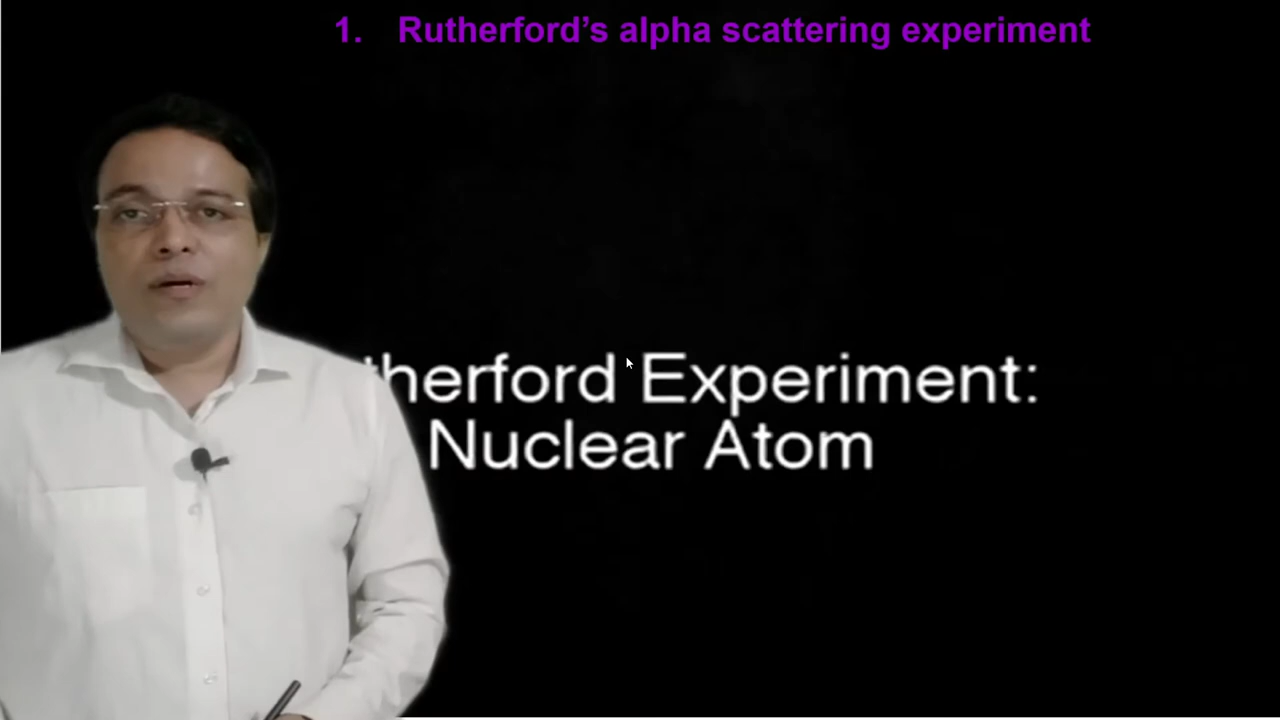 1. Rutherford’s alpha scattering experiment
therford Experiment:
Nuclear Atom